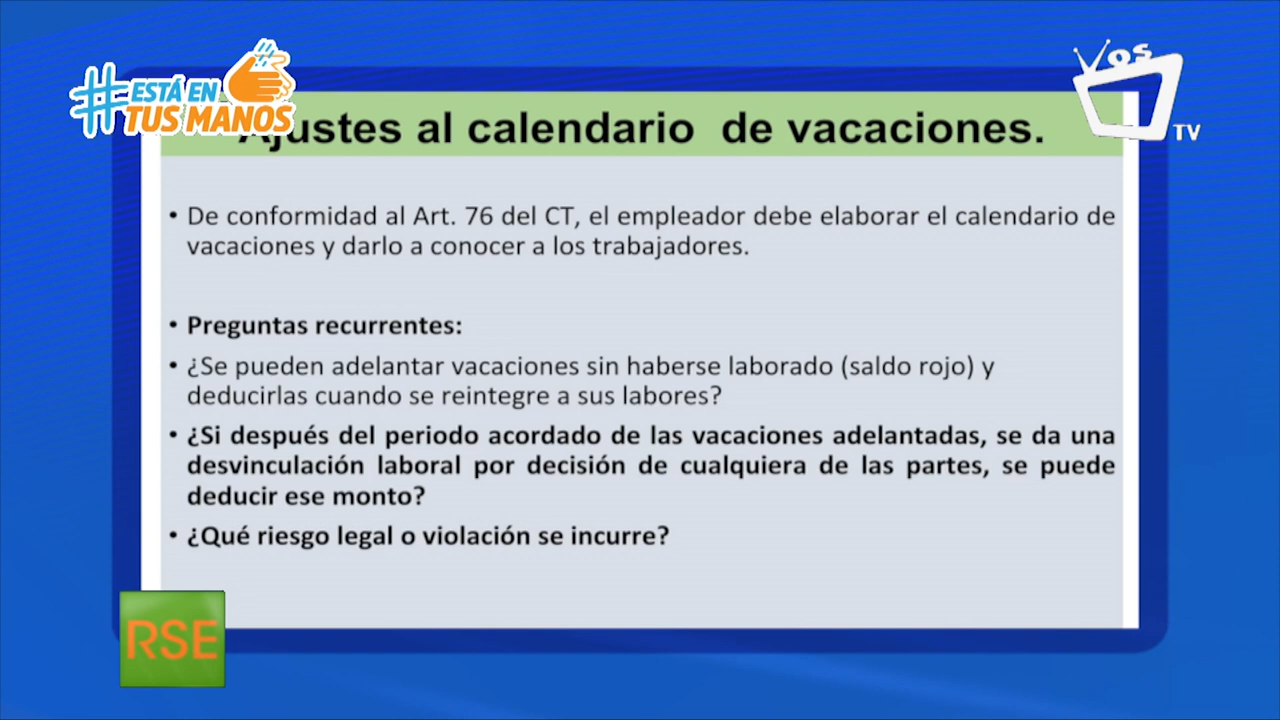 #ESTÁ EN
TUS MANOS
VOS
TV
Ajustes al calendario de vacaciones.
• De conformidad al Art. 76 del CT, el empleador debe elaborar el calendario de
vacaciones y darlo a conocer a los trabajadores.
• Preguntas recurrentes:
• ¿Se pueden adelantar vacaciones sin haberse laborado (saldo rojo) y
deducirlas cuando se reintegre a sus labores?
• ¿Si después del periodo acordado de las vacaciones adelantadas, se da una
desvinculación laboral por decisión de cualquiera de las partes, se puede
deducir ese monto?
• ¿Qué riesgo legal o violación se incurre?
RSE